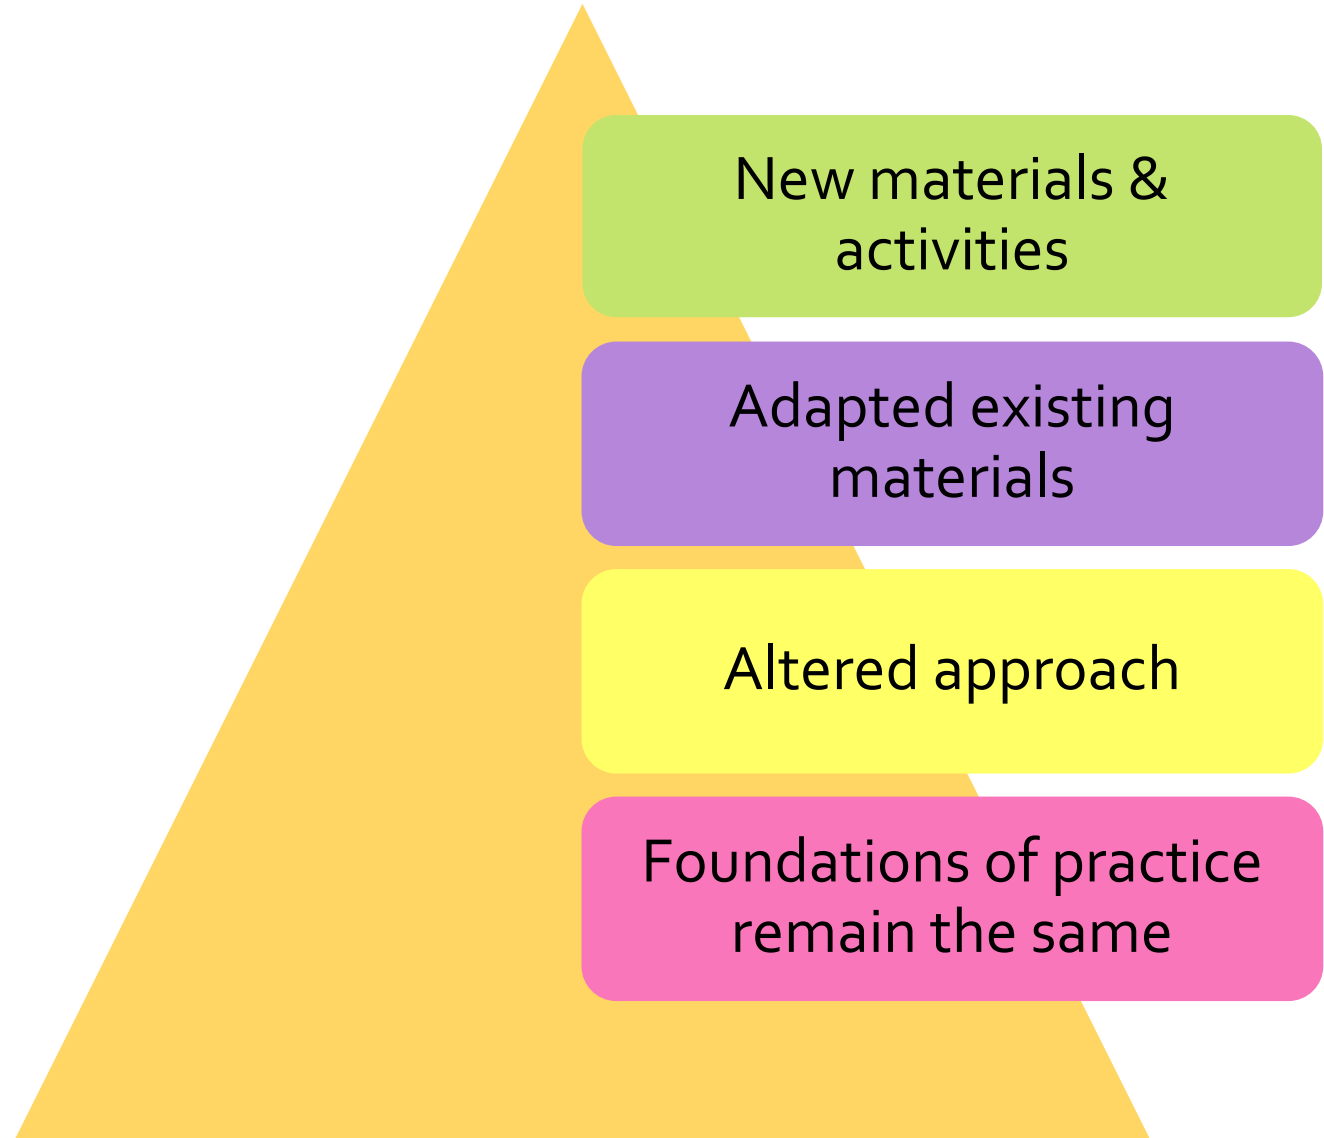 New materials &
activities
Adapted existing
materials
Altered approach
Foundations of practice
remain the same